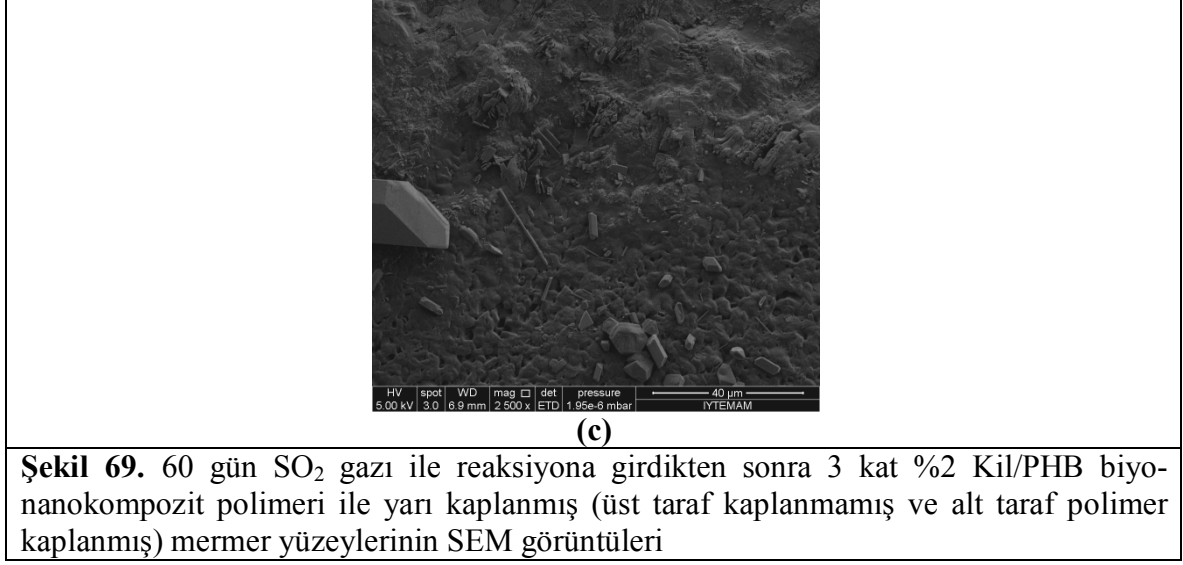 HV spot WD mag □ det pressure 40 µm
5.00 kV 3.0 6.9 mm 2 500 x ETD 1.95e-6 mbar IYTEMAM
(c)
Şekil 69. 60 gün SO₂ gazı ile reaksiyona girdikten sonra 3 kat %2 Kil/PHB biyo-
nanokompozit polimeri ile yarı kaplanmış (üst taraf kaplanmamış ve alt taraf polimer
kaplanmış) mermer yüzeylerinin SEM görüntüleri